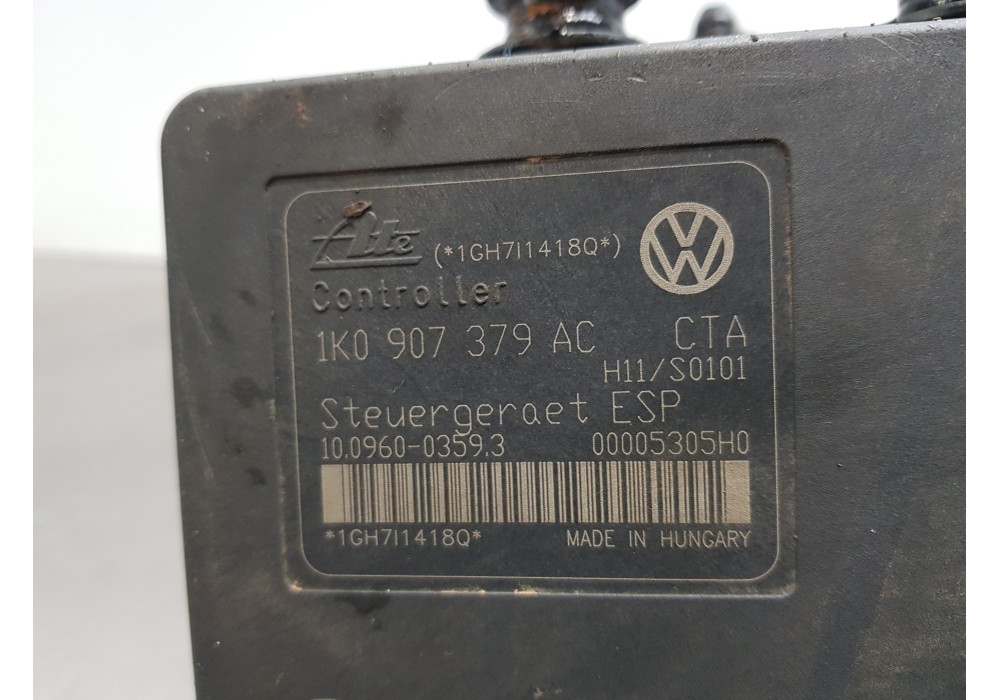 Ate (*1GH7I1418Q*)
Controller
1K0 907 379 AC CTA
H11/S0101
Steuergeraet ESP
10.0960-0359.3 00005305H0
*1GH7I1418Q* MADE IN HUNGARY